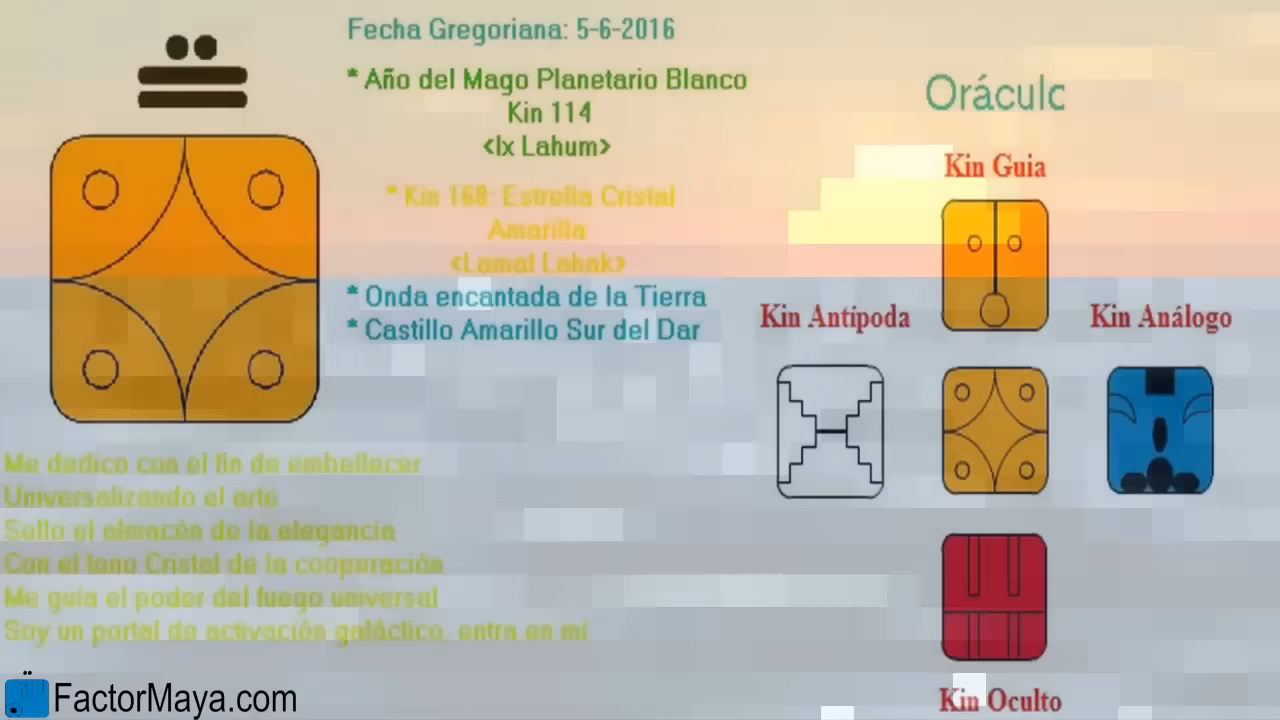 Fecha Gregoriana: 5-6-2016
* Año del Mago Planetario Blanco
Kin 114
<Ix Lahum>
* Kin 168: Estrella Cristal
Amarilla
<Lamat Lahak>
* Onda encantada de la Tierra
* Castillo Amarillo Sur del Dar
Me dedico con el fin de embellecer
Universalizando el arte
Sello el almacén de la elegancia
Con el tono Cristal de la cooperación
Me guía el poder del fuego universal
Soy un portal de activación galáctico, entra en mí
Oráculo
Kin Guia
Kin Antípoda
Kin Análogo
Kin Oculto
FactorMaya.com